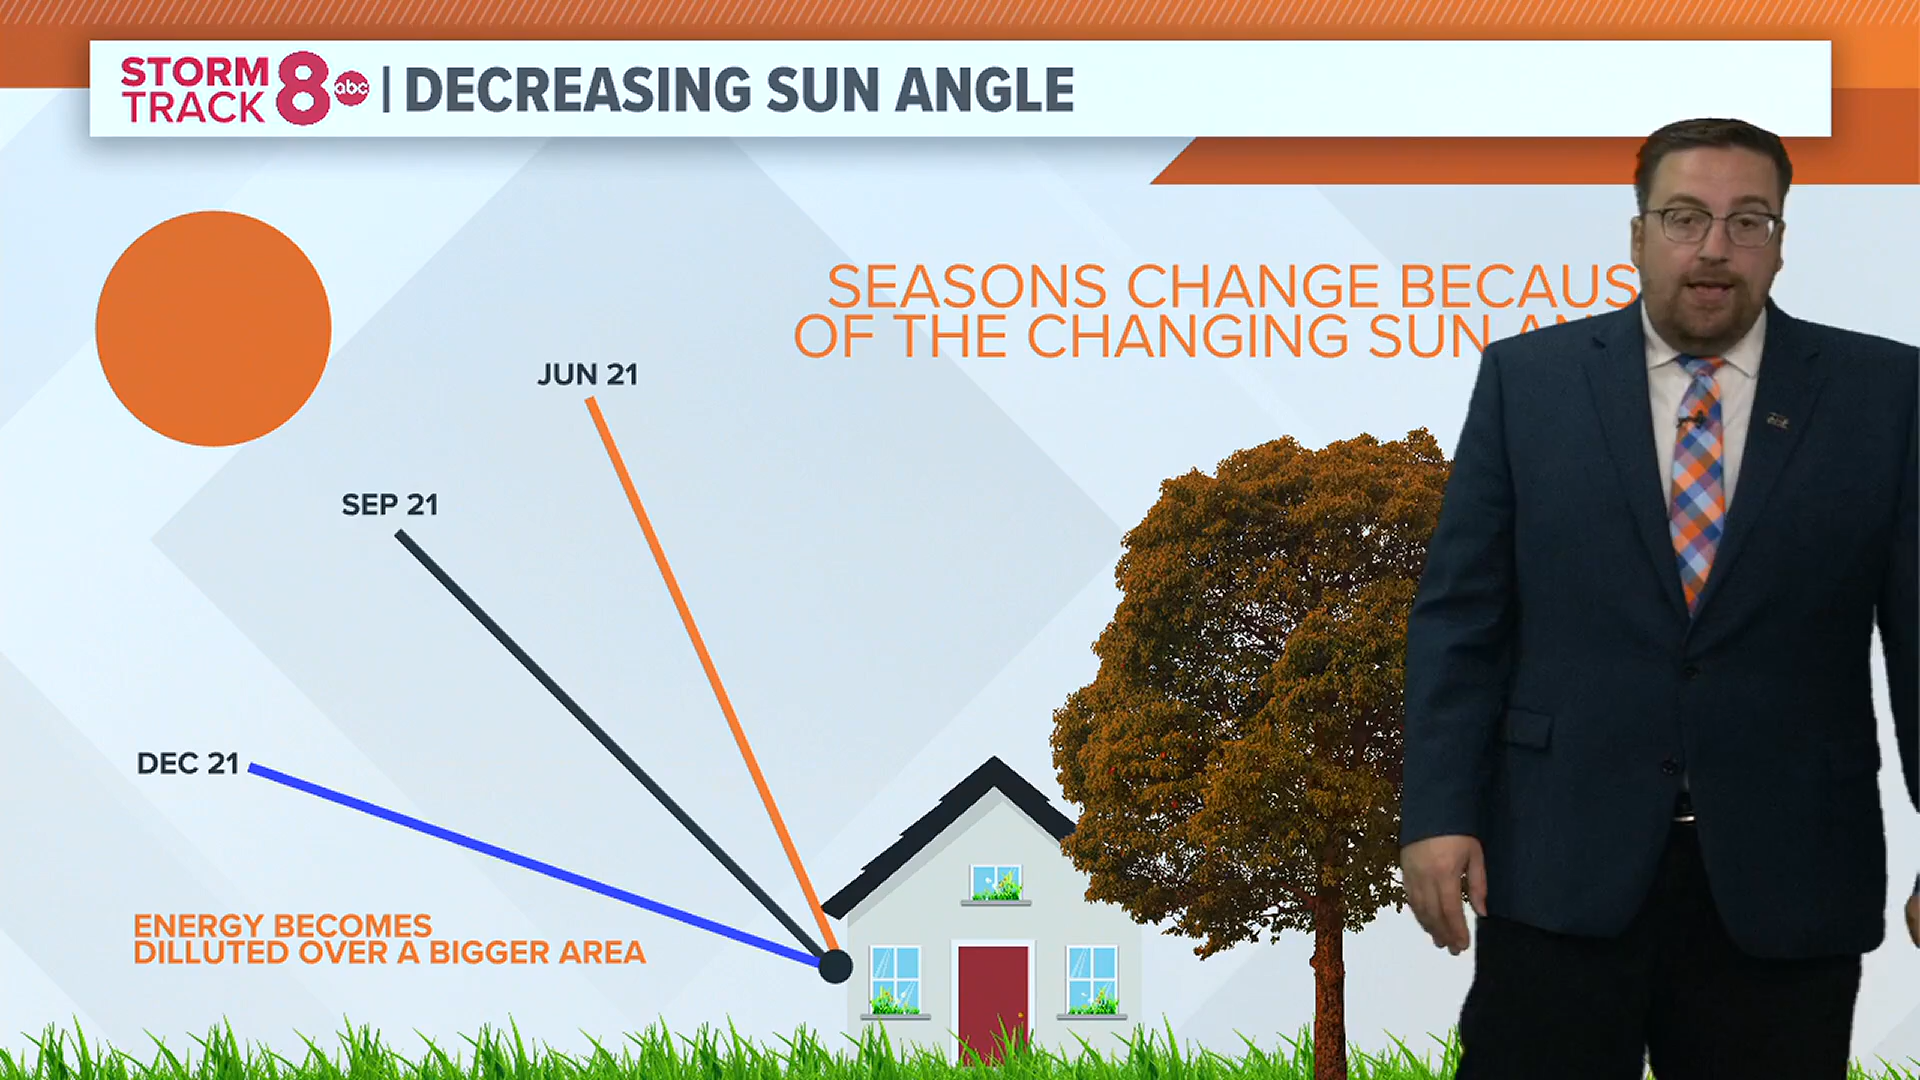 STORM
TRACK 8 abc | DECREASING SUN ANGLE
SEASONS CHANGE
OF THE CHANGING SUN
JUN 21
SEP 21
DEC 21
ENERGY BECOMES
DILLUTED OVER A BIGGER AREA